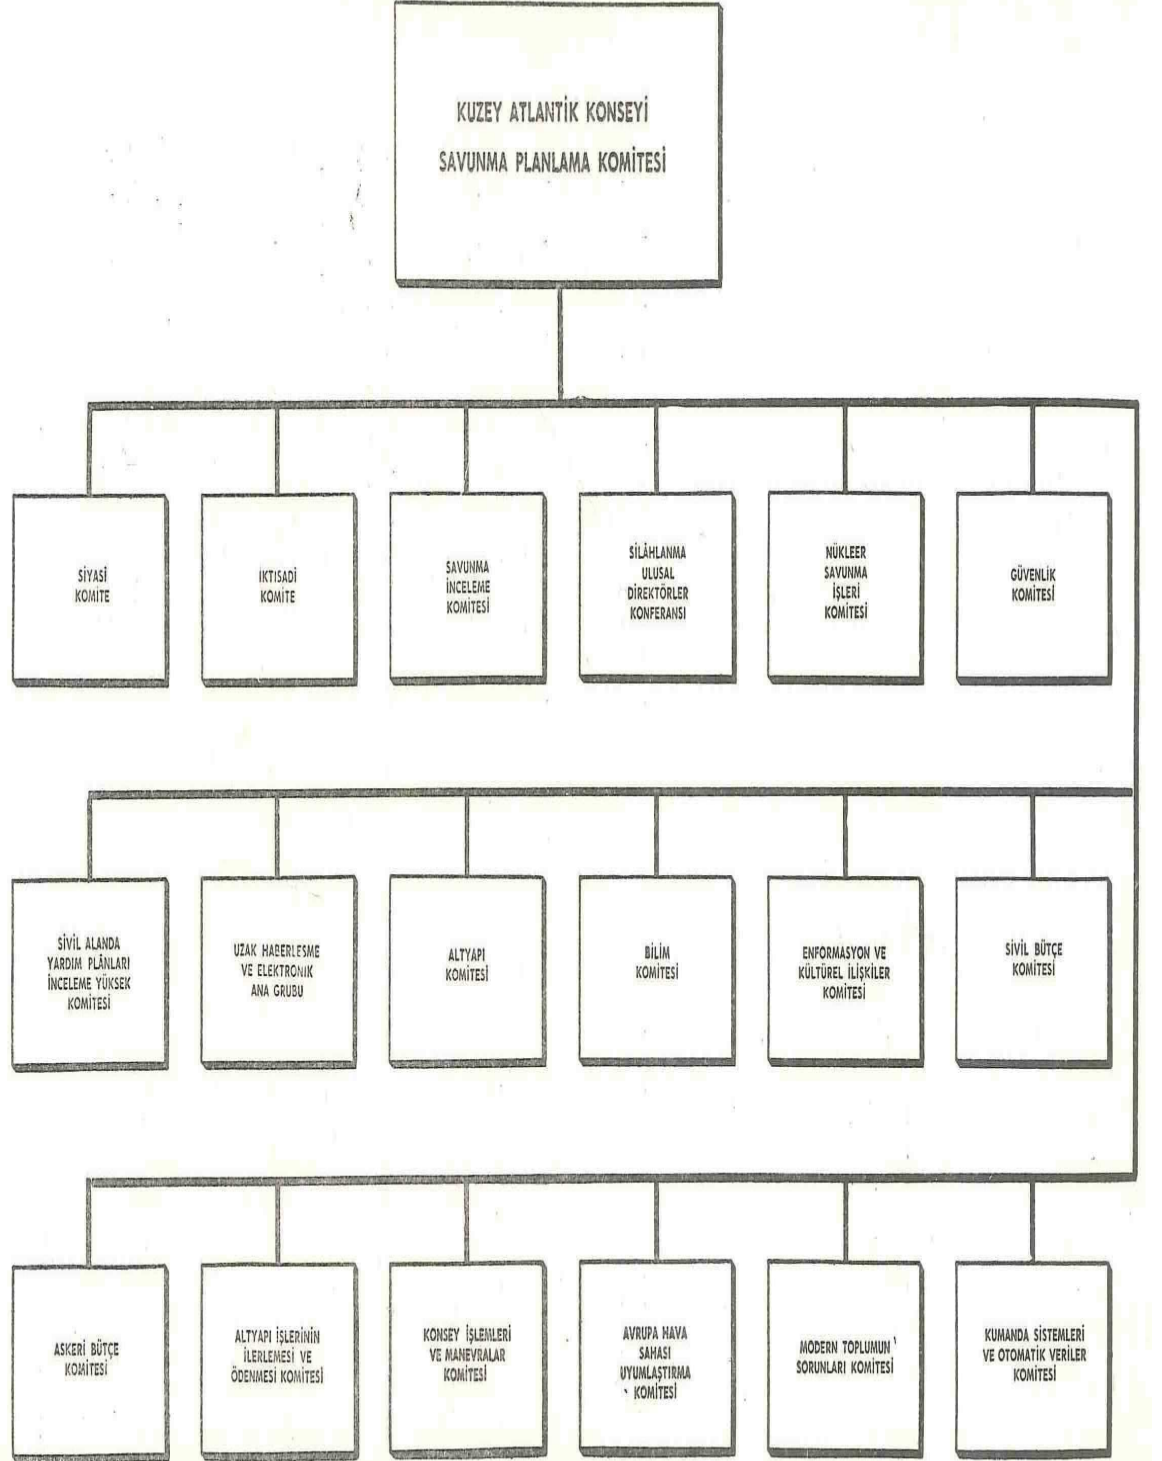 KUZEY ATLANTİK KONSEYİ
SAVUNMA PLANLAMA KOMİTESİ
SİYASİ
KOMİTE
IKTISADİ
KOMİTE
SAVUNMA
İNCELEME
KOMİTESİ
SİLÂHLANMA
ULUSAL
DİREKTÖRLER
KONFERANSI
NÜKLEER
SAVUNMA
İŞLERİ
KOMİTESİ
GÜVENLİK
KOMİTESİ
SİVİL ALANDA
YARDIM PLÂNLARI
İNCELEME YÜKSEK
KOMİTESİ
UZAK HABERLESME
VE ELEKTRONIK
ANA GRUBU
ALTYAPI
KOMİTESİ
BİLİM
KOMİTESİ
ENFORMASYON VE
KÜLTÜREL İLİŞKİLER
KOMİTESİ
SİVİL BÜTÇE
KOMİTESİ
ASKERİ BÜTÇE
KOMİTESİ
ALTYAPI İŞLERİNİN
İLERLEMESİ VE
ÖDENMESİ KOMİTESİ
KONSEY İŞLEMLERİ
VE MANEVRALAR
KOMİTESİ
AVRUPA HAVA
SAHASI
UYUMLAŞTIRMA
KOMİTESİ
MODERN TOPLUMUN
SORUNLARI KOMİTESİ
KUMANDA SİSTEMLERİ
VE OTOMATİK VERİLER
KOMİTESİ